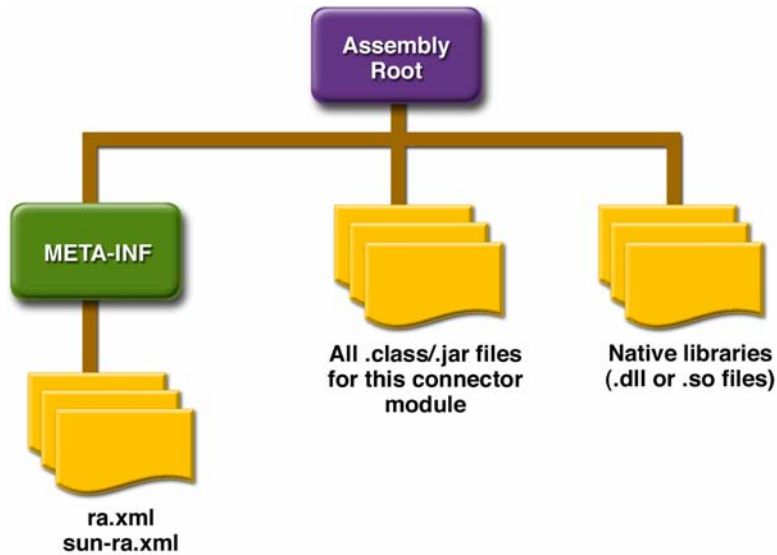 Assembly
Root
META-INF
All .class/.jar files
for this connector
module
Native libraries
(.dll or .so files)
ra.xml
sun-ra.xml